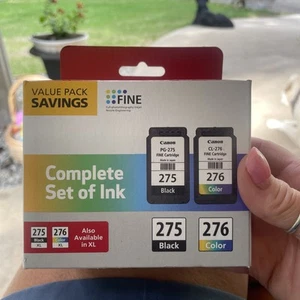 VALUE PACK
SAVINGS
FINE
Canon
PG-275
FINE Cartridge
275
Black
Canon
CL-276
FINE Cartridge
276
Color
Complete
Set of Ink
275
Black
XL
276
Color
XL
Also
Available
in XL
275
Black
276
Color